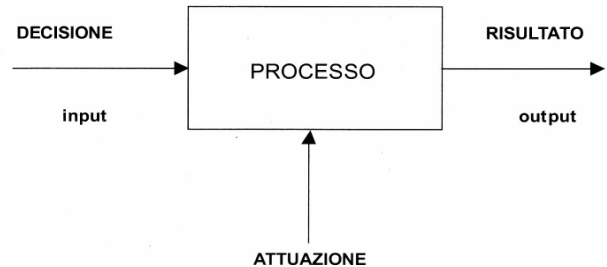 DECISIONE
RISULTATO
PROCESSO
input
output
ATTUAZIONE